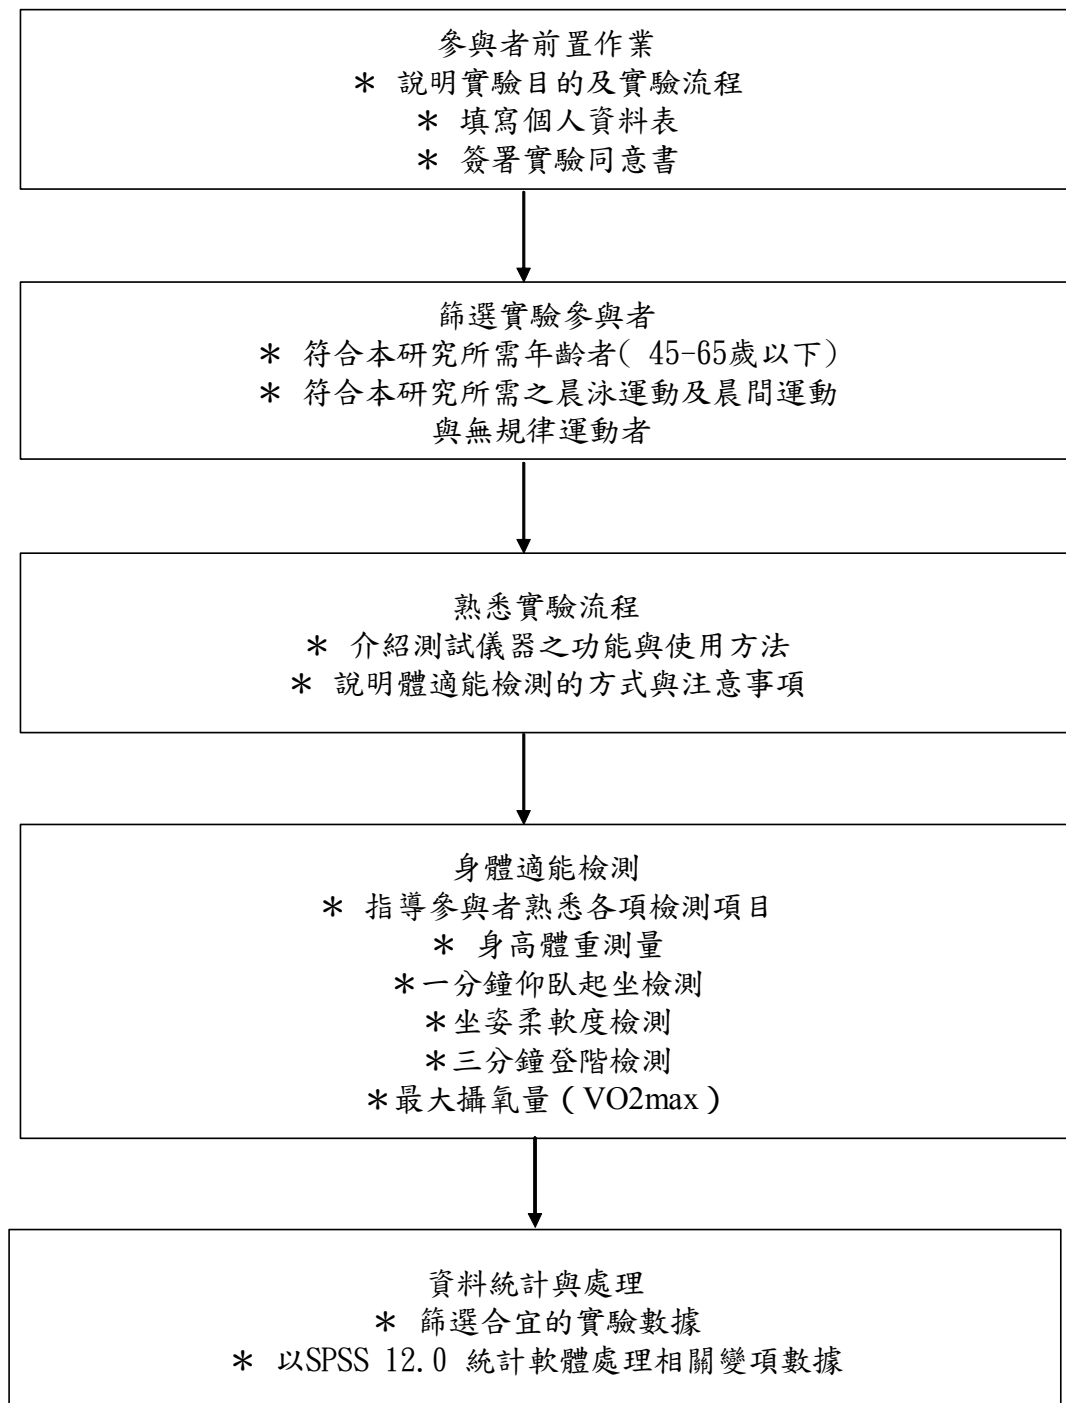 參與者前置作業
＊ 說明實驗目的及實驗流程
＊ 填寫個人資料表
＊ 簽署實驗同意書
篩選實驗參與者
＊ 符合本研究所需年齡者( 45-65歲以下)
＊ 符合本研究所需之晨泳運動及晨間運動
與無規律運動者
熟悉實驗流程
＊ 介紹測試儀器之功能與使用方法
＊ 說明體適能檢測的方式與注意事項
身體適能檢測
＊ 指導參與者熟悉各項檢測項目
＊ 身高體重測量
＊一分鐘仰臥起坐檢測
＊坐姿柔軟度檢測
＊三分鐘登階檢測
＊最大攝氧量（VO2max）
資料統計與處理
＊ 篩選合宜的實驗數據
＊ 以SPSS 12.0 統計軟體處理相關變項數據